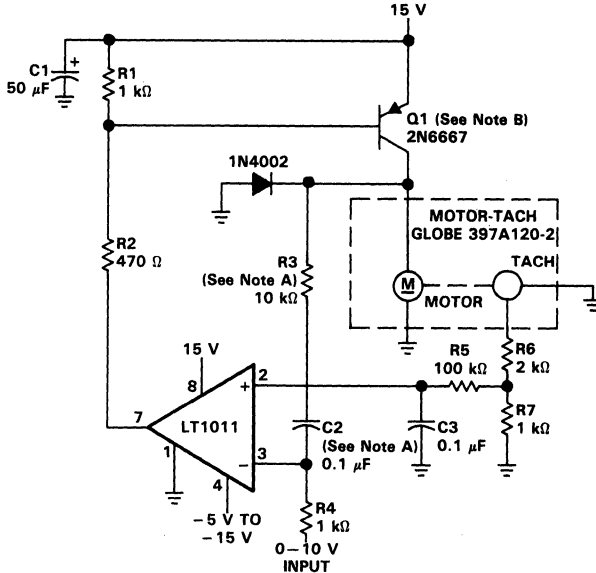 15 V
C1
+
50 µF
R1
1 kΩ
Q1 (See Note B)
2N6667
1N4002
MOTOR-TACH
GLOBE 397A120-2
TACH
R2
470 Ω
R3
(See Note A)
10 kΩ
M
MOTOR
R5
100 kΩ
R6
2 kΩ
15 V
8
+
2
7
LT1011
1
−
3
4
C2
(See Note A)
0.1 µF
C3
0.1 µF
R7
1 kΩ
−5 V TO
−15 V
R4
1 kΩ
0−10 V
INPUT